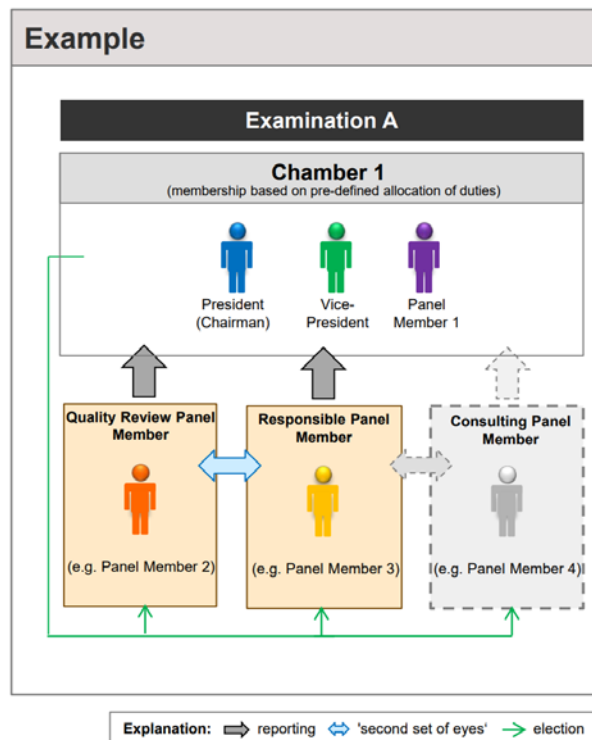 Example
Examination A
Chamber 1
(membership based on pre-defined allocation of duties)
President
(Chairman)
Vice-
President
Panel
Member 1
Quality Review Panel
Member
Responsible Panel
Member
Consulting Panel
Member
(e.g. Panel Member 2)
(e.g. Panel Member 3)
(e.g. Panel Member 4)
Explanation: reporting 'second set of eyes' election